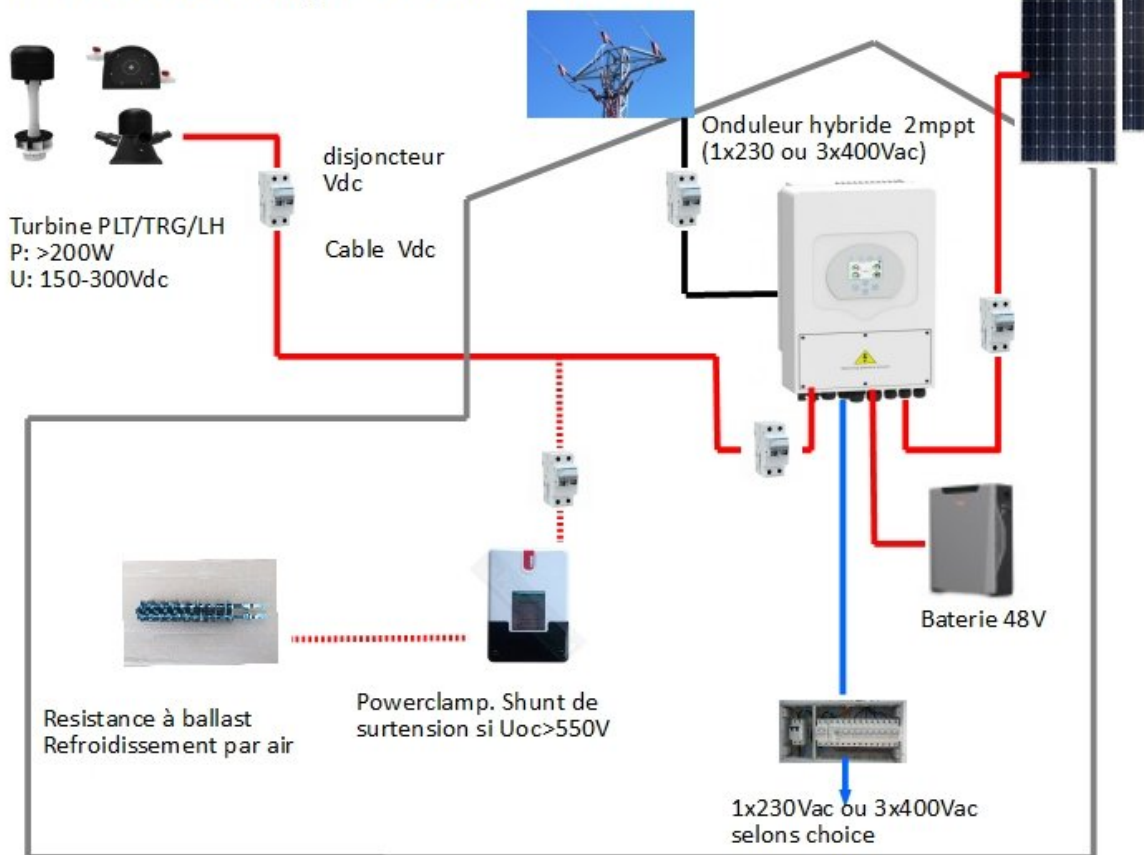 disjoncteur
Vdc
Onduleur hybride 2mppt
(1x230 ou 3x400Vac)
Turbine PLT/TRG/LH
P: >200W
U: 150-300Vdc
Cable Vdc
Baterie 48V
Resistance à ballast
Refroidissement par air
Powerclamp. Shunt de
surtension si Uoc>550V
1x230Vac ou 3x400Vac
selons choice